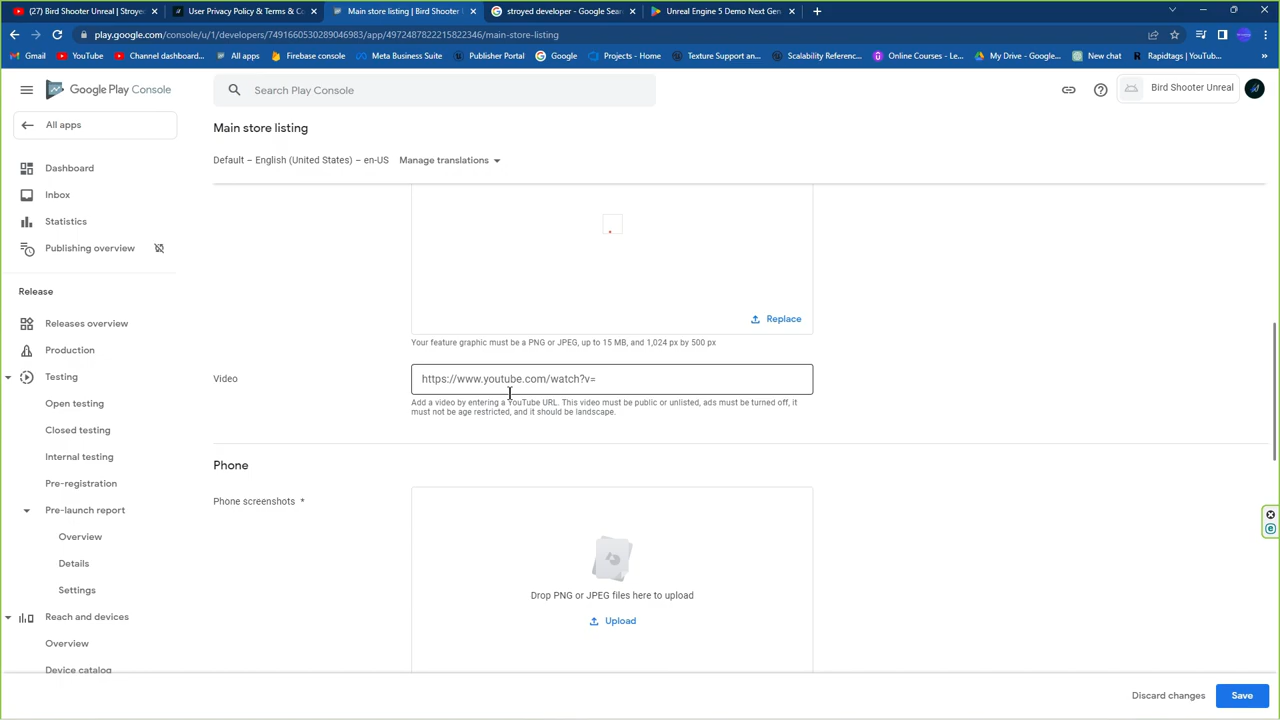 (27) Bird Shooter Unreal | Stroye
User Privacy Policy & Terms & Co
Main store listing | Bird Shooter
stroyed developer - Google Sear
Unreal Engine 5 Demo Next Gen
play.google.com/console/u/1/developers/7491660530289046983/app/4972487822215822346/main-store-listing
Gmail
YouTube
Channel dashboard...
All apps
Firebase console
Meta Business Suite
Publisher Portal
Google
Projects - Home
Texture Support an...
Scalability Referenc...
Online Courses - Le...
My Drive - Google...
New chat
Rapidtags | YouTub...
Google Play Console
Search Play Console
Bird Shooter Unreal
All apps
Main store listing
Default – English (United States) – en-US
Manage translations
Dashboard
Inbox
Statistics
Publishing overview
Release
Releases overview
Production
Testing
Open testing
Closed testing
Internal testing
Pre-registration
Pre-launch report
Overview
Details
Settings
Reach and devices
Overview
Device catalog
Replace
Your feature graphic must be a PNG or JPEG, up to 15 MB, and 1,024 px by 500 px
Video
https://www.youtube.com/watch?v=
Add a video by entering a YouTube URL. This video must be public or unlisted, ads must be turned off, it
must not be age restricted, and it should be landscape.
Phone
Phone screenshots *
Drop PNG or JPEG files here to upload
Upload
Discard changes
Save